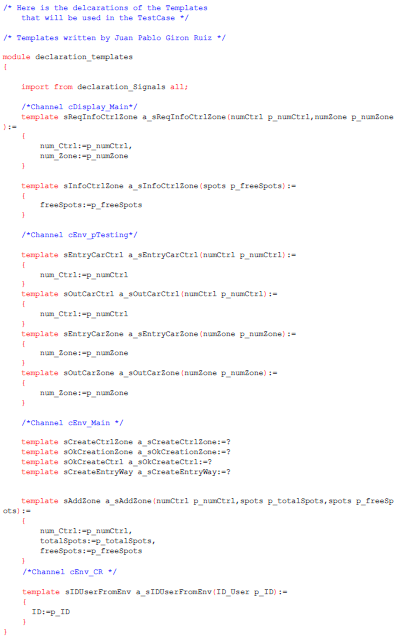 /* Here is the delcarations of the Templates
that will be used in the TestCase */
/* Templates written by Juan Pablo Giron Ruiz */
module declaration_templates
{
import from declaration_Signals all;
/*Channel cDisplay_Main*/
template sReqInfoCtrlZone a_sReqInfoCtrlZone(numCtrl p_numCtrl,numZone p_numZone
):=
{
num_Ctrl:=p_numCtrl,
num_Zone:=p_numZone
}
template sInfoCtrlZone a_sInfoCtrlZone(spots p_freeSpots):=
{
freeSpots:=p_freeSpots
}
/*Channel cEnv_pTesting*/
template sEntryCarCtrl a_sEntryCarCtrl(numCtrl p_numCtrl):=
{
num_Ctrl:=p_numCtrl
}
template sOutCarCtrl a_sOutCarCtrl(numCtrl p_numCtrl):=
{
num_Ctrl:=p_numCtrl
}
template sEntryCarZone a_sEntryCarZone(numZone p_numZone):=
{
num_Zone:=p_numZone
}
template sOutCarZone a_sOutCarZone(numZone p_numZone):=
{
num_Zone:=p_numZone
}
/*Channel cEnv_Main */
template sCreateCtrlZone a_sCreateCtrlZone:=?
template sOkCreationZone a_sOkCreationZone:=?
template sOkCreateCtrl a_sOkCreateCtrl:=?
template sCreateEntryWay a_sCreateEntryWay:=?
template sAddZone a_sAddZone(numCtrl p_numCtrl,spots p_totalSpots,spots p_freeSp
ots):=
{
num_Ctrl:=p_numCtrl,
totalSpots:=p_totalSpots,
freeSpots:=p_freeSpots
}
/*Channel cEnv_CR */
template sIDUserFromEnv a_sIDUserFromEnv(ID_User p_ID):=
{
ID:=p_ID
}
}